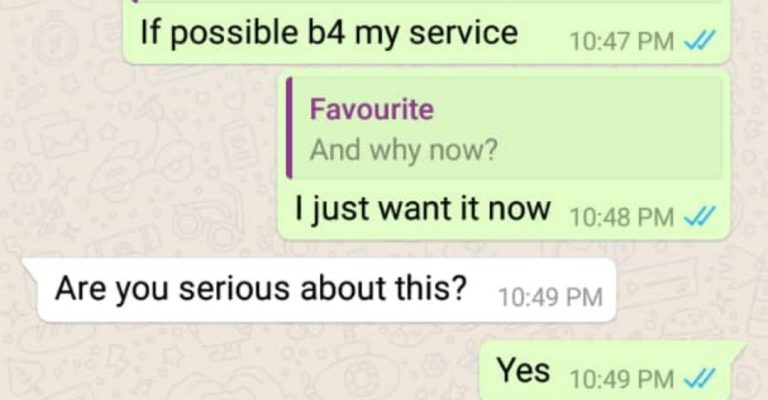 If possible b4 my service 10:47 PM
Favourite
And why now?
I just want it now 10:48 PM
Are you serious about this? 10:49 PM
Yes 10:49 PM